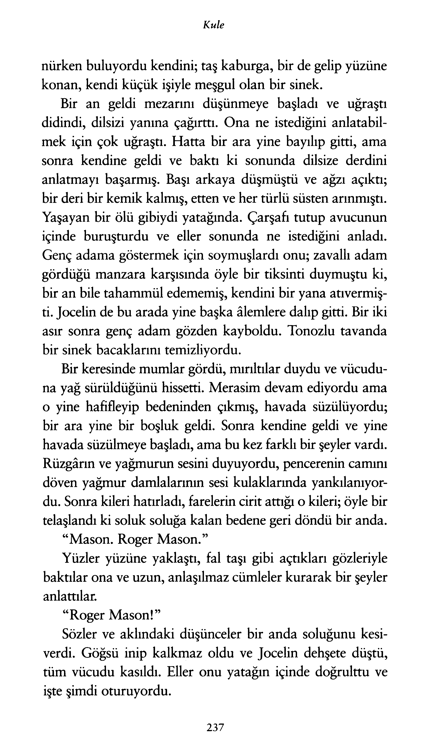 Kule
nürken buluyordu kendini; taş kaburga, bir de gelip yüzüne
konan, kendi küçük işiyle meşgul olan bir sinek.
Bir an geldi mezarını düşünmeye başladı ve uğraştı
didindi, dilsizi yanına çağırttı. Ona ne istediğini anlatabil-
mek için çok uğraştı. Hatta bir ara yine bayılıp gitti, ama
sonra kendine geldi ve baktı ki sonunda dilsize derdini
anlatmayı başarmış. Başı arkaya düşmüştü ve ağzı açıktı;
bir deri bir kemik kalmış, etten ve her türlü süsten arınmıştı.
Yaşayan bir ölü gibiydi yatağında. Çarşafı tutup avucunun
içinde buruşturdu ve eller sonunda ne istediğini anladı.
Genç adama göstermek için soymuşlardı onu; zavallı adam
gördüğü manzara karşısında öyle bir tiksinti duymuştu ki,
bir an bile tahammül edememiş, kendini bir yana atıvermiş-
ti. Jocelin de bu arada yine başka âlemlere dalıp gitti. Bir iki
asır sonra genç adam gözden kayboldu. Tonozlu tavanda
bir sinek bacaklarını temizliyordu.
Bir keresinde mumlar gördü, mırıltılar duydu ve vücudu-
na yağ sürüldüğünü hissetti. Merasim devam ediyordu ama
o yine hafifleyip bedeninden çıkmış, havada süzülüyordu;
bir ara yine bir boşluk geldi. Sonra kendine geldi ve yine
havada süzülmeye başladı, ama bu kez farklı bir şeyler vardı.
Rüzgârın ve yağmurun sesini duyuyordu, pencerenin camını
döven yağmur damlalarının sesi kulaklarında yankılanıyor-
du. Sonra kileri hatırladı, farelerin cirit attığı o kileri; öyle bir
telaşlandı ki soluk soluğa kalan bedene geri döndü bir anda.
“Mason. Roger Mason.”
Yüzler yüzüne yaklaştı, fal taşı gibi açtıkları gözleriyle
baktılar ona ve uzun, anlaşılmaz cümleler kurarak bir şeyler
anlattılar.
“Roger Mason!”
Sözler ve aklındaki düşünceler bir anda soluğunu kesi-
verdi. Göğsü inip kalkmaz oldu ve Jocelin dehşete düştü,
tüm vücudu kasıldı. Eller onu yatağın içinde doğrulttu ve
işte şimdi oturuyordu.
237